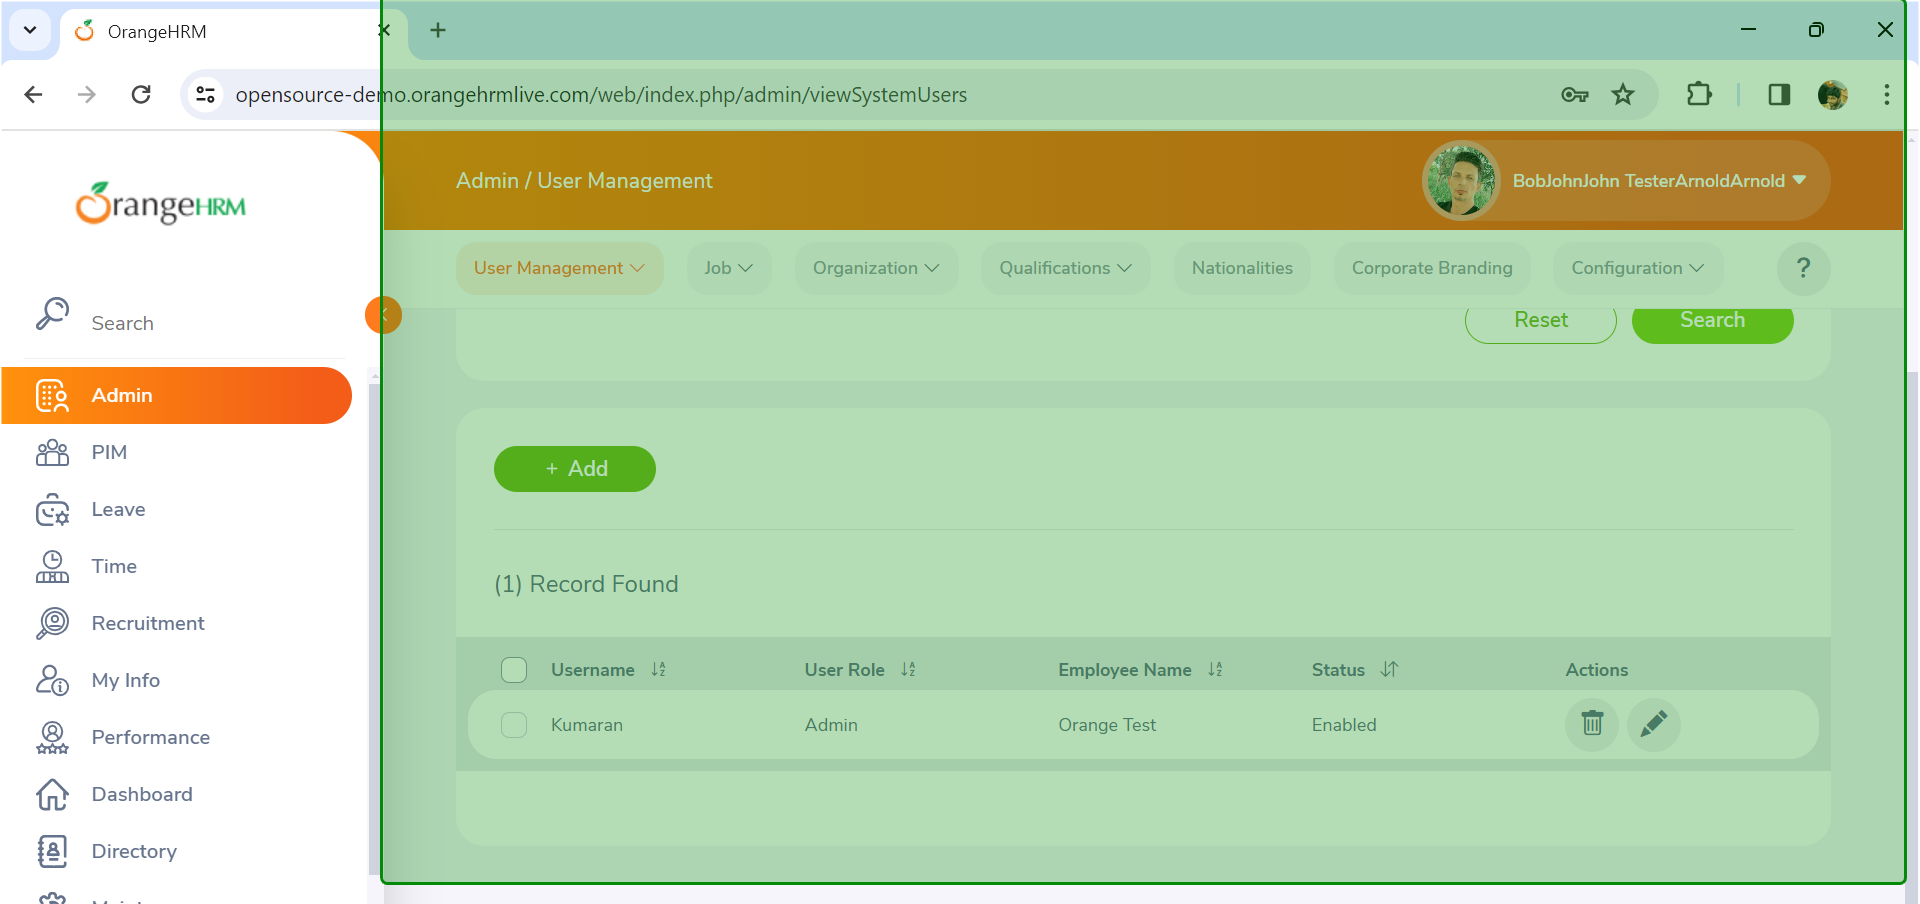 OrangeHRM
opensource-demo.orangehrmlive.com/web/index.php/admin/viewSystemUsers
OrangeHRM
Admin / User Management
BobJohnJohn TesterArnoldArnold
User Management
Job
Organization
Qualifications
Nationalities
Corporate Branding
Configuration
?
Search
Reset
Search
Admin
PIM
Leave
Time
Recruitment
My Info
Performance
Dashboard
Directory
+ Add
(1) Record Found
Username
User Role
Employee Name
Status
Actions
Kumaran
Admin
Orange Test
Enabled